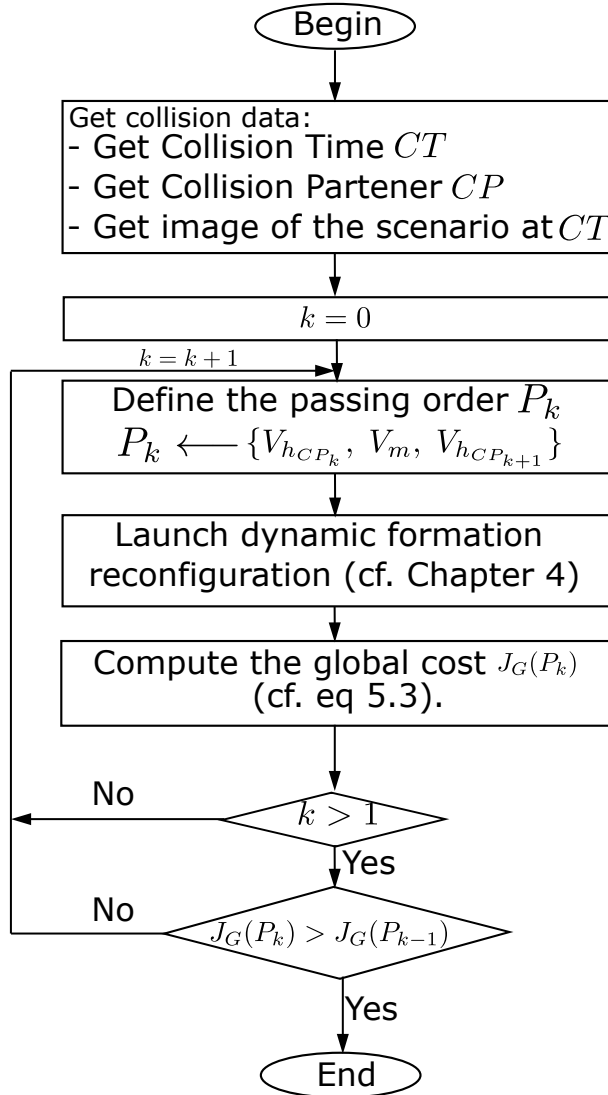 Begin
Get collision data:
- Get Collision Time CT
- Get Collision Partener CP
- Get image of the scenario at CT
k = 0
k = k + 1
Define the passing order P_k
P_k ⟵ {V_{h_{CP_k}}, V_m, V_{h_{CP_{k+1}}}}
Launch dynamic formation
reconfiguration (cf. Chapter 4)
Compute the global cost J_G(P_k)
(cf. eq 5.3).
No
k > 1
Yes
No
J_G(P_k) > J_G(P_{k-1})
Yes
End